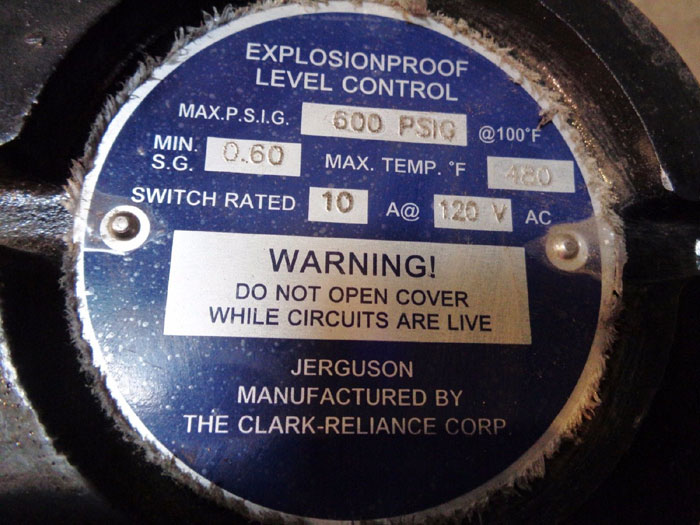 EXPLOSIONPROOF
LEVEL CONTROL
MAX.P.S.I.G. 600 PSIG @100°F
MIN.
S.G. 0.60 MAX. TEMP. °F 480
SWITCH RATED 10 A@ 120 V AC
WARNING!
DO NOT OPEN COVER
WHILE CIRCUITS ARE LIVE
JERGUSON
MANUFACTURED BY
THE CLARK-RELIANCE CORP.